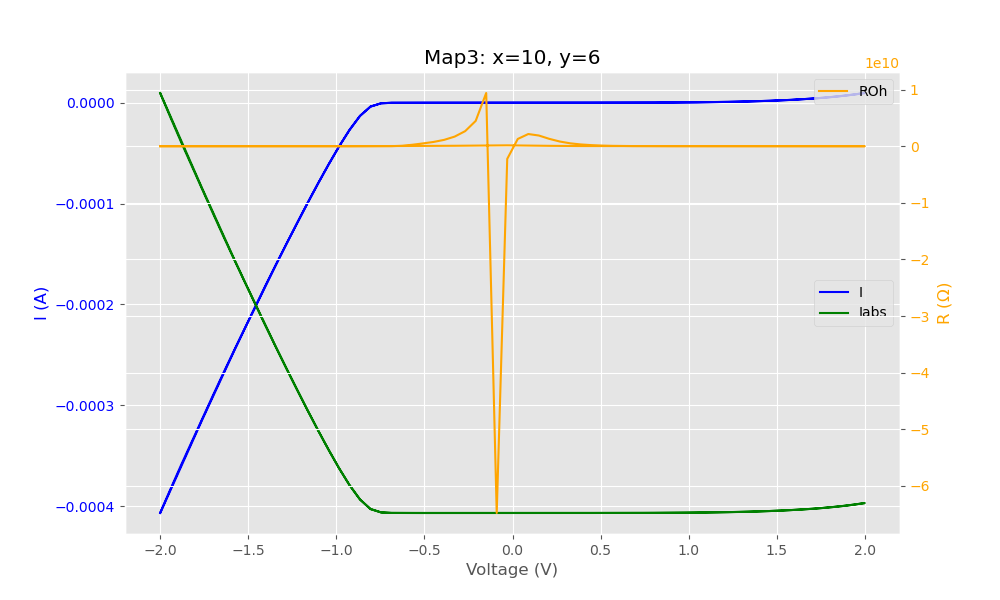 Map3: x=10, y=6
1e10
0.0000
−0.0001
−0.0002
−0.0003
−0.0004
I (A)
ROh
I
Iabs
1
0
−1
−2
−3
−4
−5
−6
R (Ω)
−2.0
−1.5
−1.0
−0.5
0.0
0.5
1.0
1.5
2.0
Voltage (V)